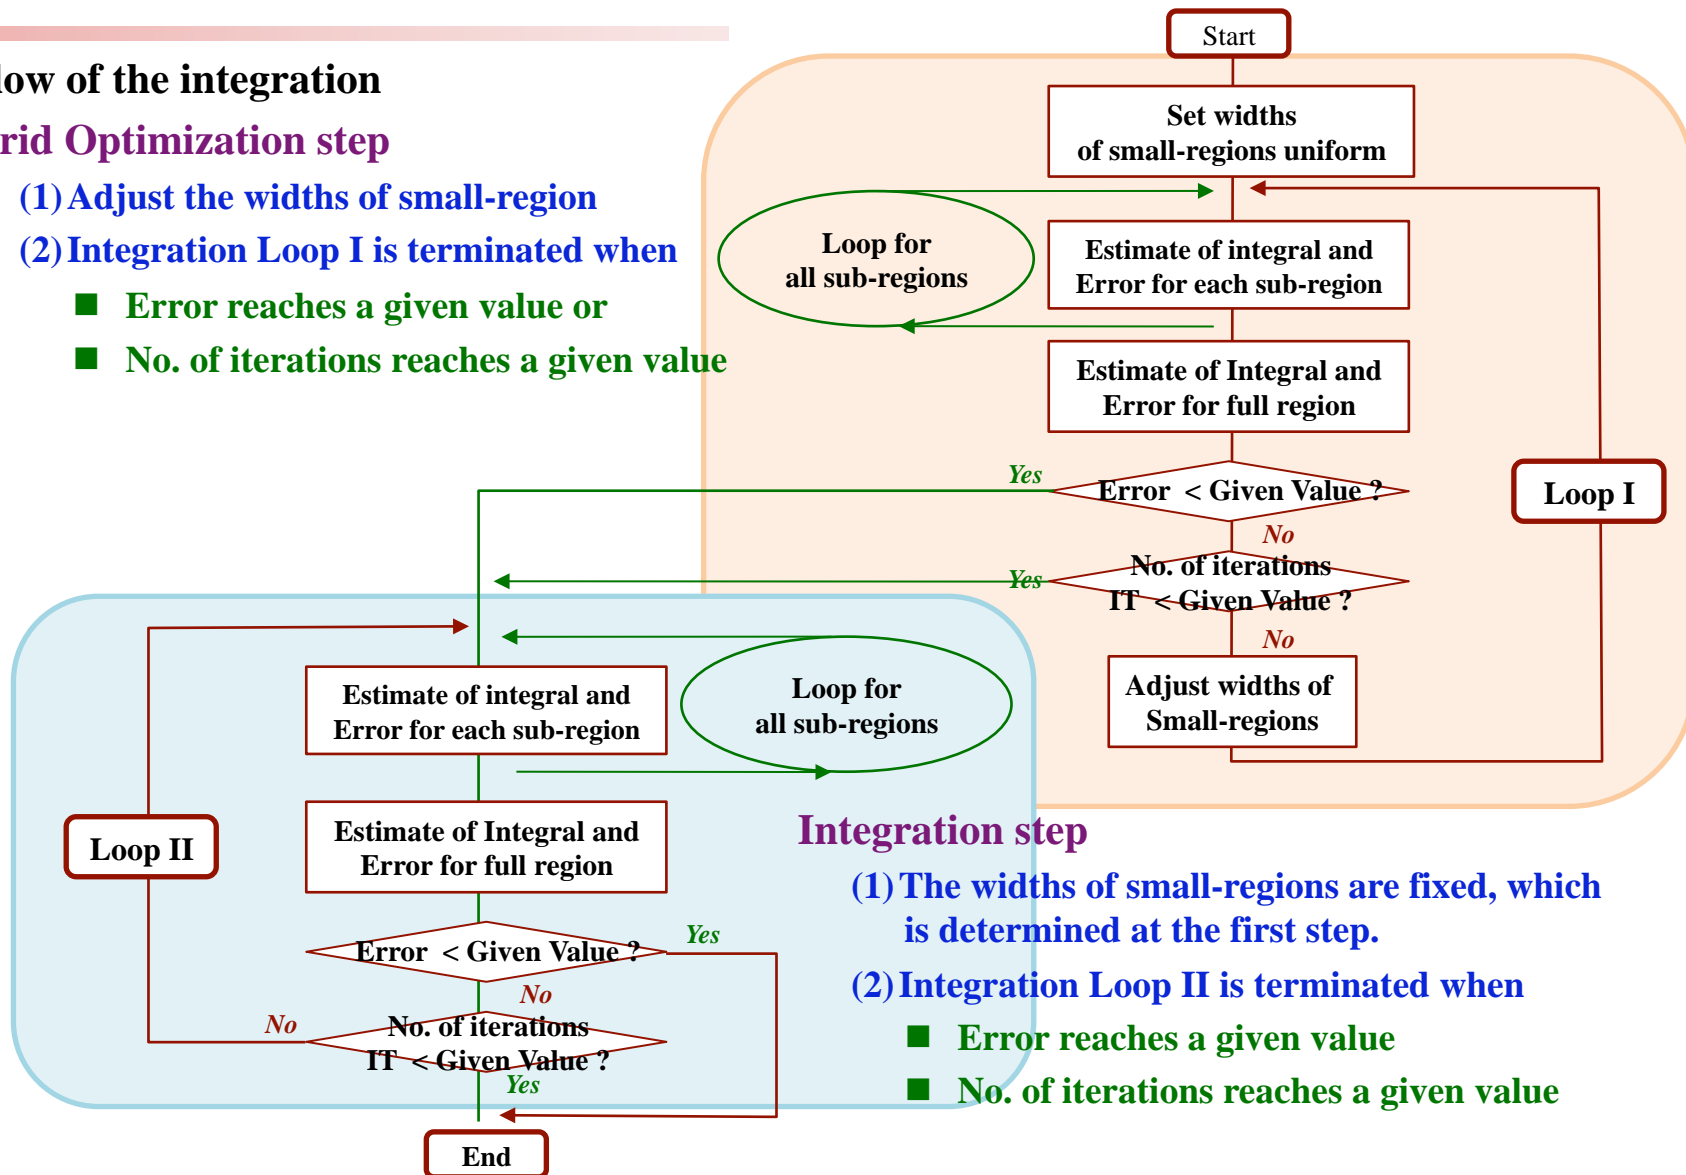 low of the integration
rid Optimization step
(1) Adjust the widths of small-region
(2) Integration Loop I is terminated when
■ Error reaches a given value or
■ No. of iterations reaches a given value
Start
Set widths
of small-regions uniform
Loop for
all sub-regions
Estimate of integral and
Error for each sub-region
Estimate of Integral and
Error for full region
Yes
Error < Given Value ?
No
Loop I
Yes
No. of iterations
IT < Given Value ?
No
Adjust widths of
Small-regions
Estimate of integral and
Error for each sub-region
Loop for
all sub-regions
Loop II
Estimate of Integral and
Error for full region
Error < Given Value ?
Yes
No
No
No. of iterations
IT < Given Value ?
Yes
End
Integration step
(1) The widths of small-regions are fixed, which
is determined at the first step.
(2) Integration Loop II is terminated when
■ Error reaches a given value
■ No. of iterations reaches a given value